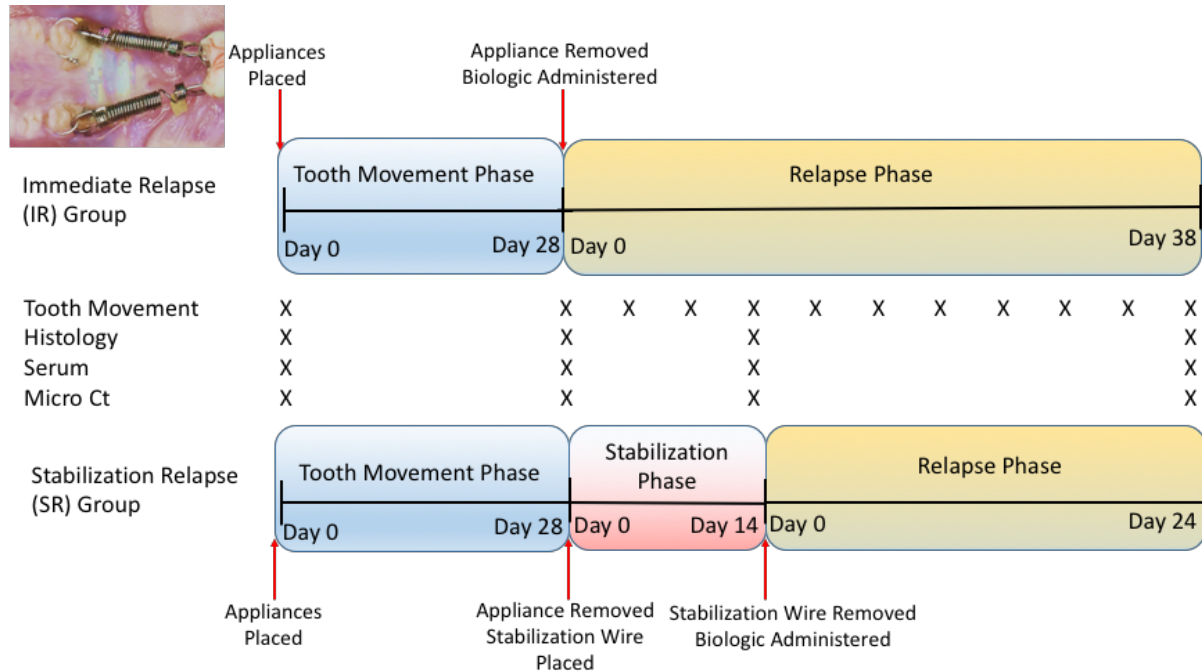 Appliances
Placed
Appliance Removed
Biologic Administered
Immediate Relapse
(IR) Group
Tooth Movement Phase
Relapse Phase
Day 0
Day 28
Day 0
Day 38
Tooth Movement X X X X X X X X X X X
Histology X X X X
Serum X X X X
Micro Ct X X X X
Stabilization Relapse
(SR) Group
Tooth Movement Phase
Stabilization
Phase
Relapse Phase
Day 0
Day 28
Day 0
Day 14
Day 0
Day 24
Appliances
Placed
Appliance Removed
Stabilization Wire
Placed
Stabilization Wire Removed
Biologic Administered